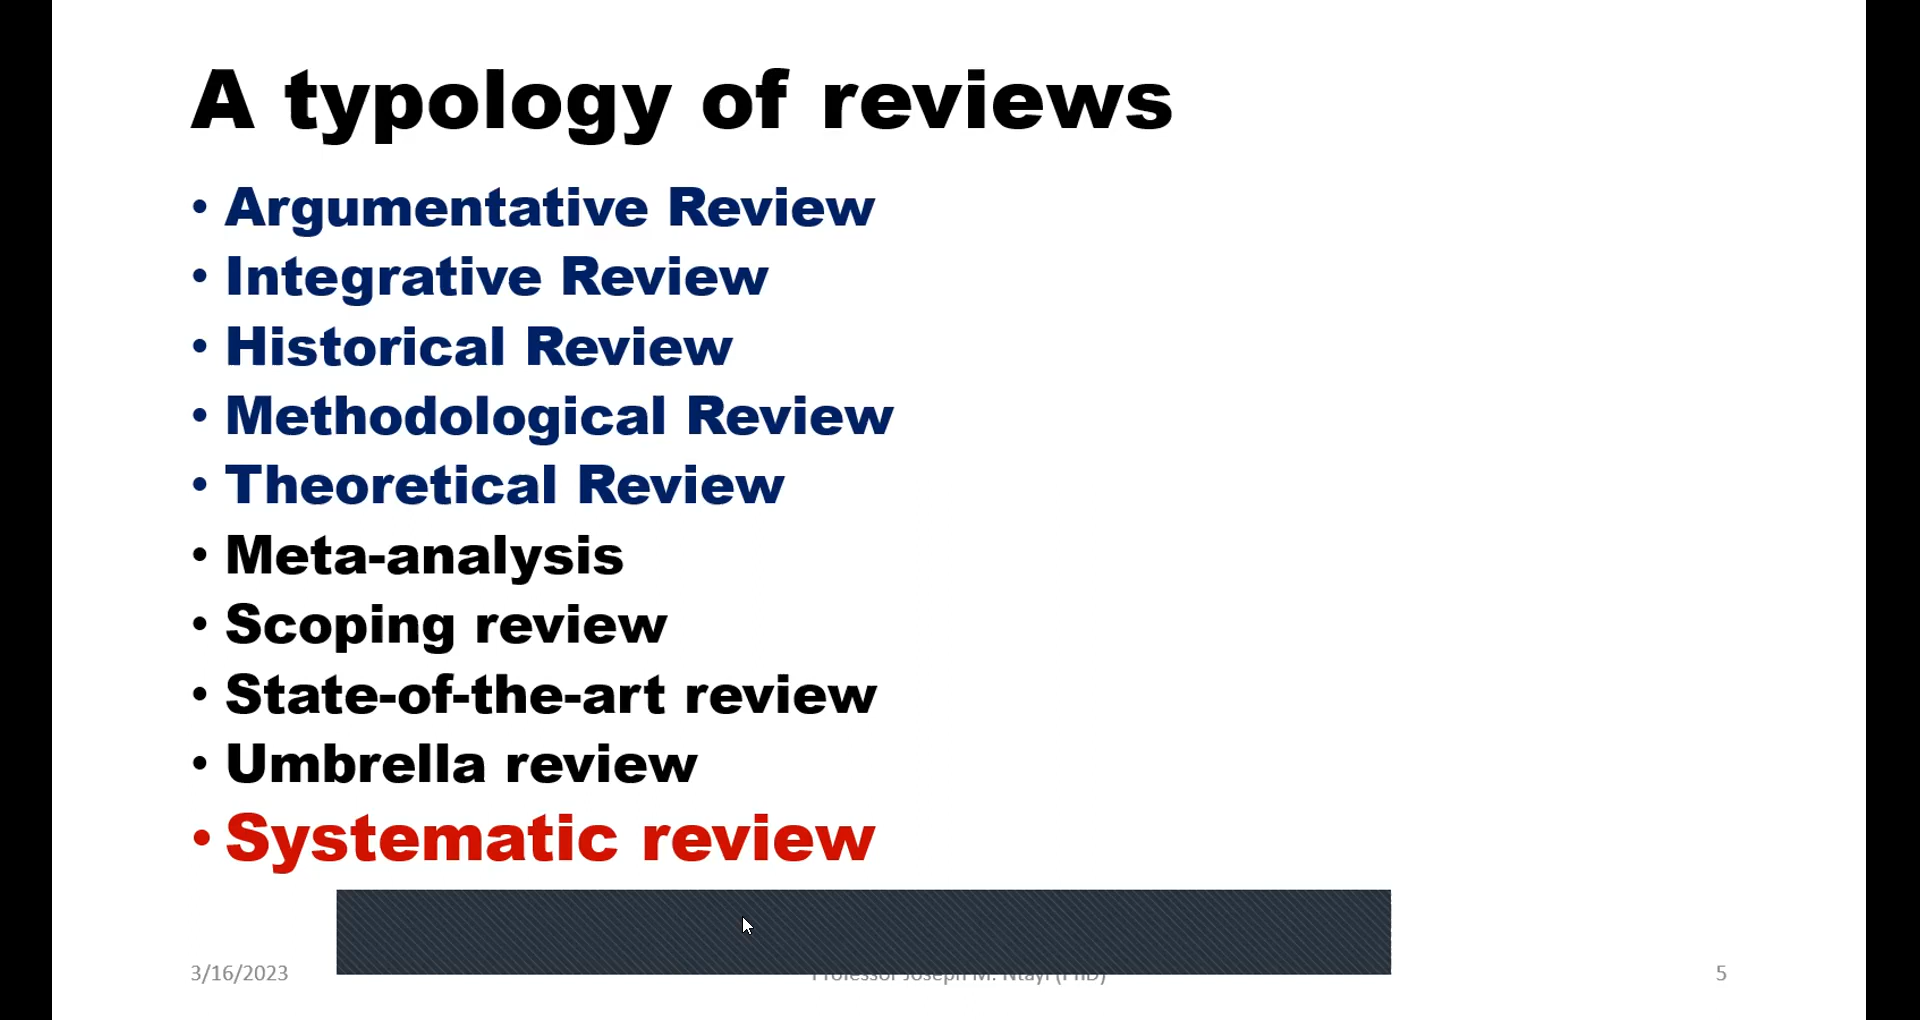 A typology of reviews
• Argumentative Review
• Integrative Review
• Historical Review
• Methodological Review
• Theoretical Review
• Meta-analysis
• Scoping review
• State-of-the-art review
• Umbrella review
• Systematic review
3/16/2023 Professor Joseph M. Ntayi (PhD) 5